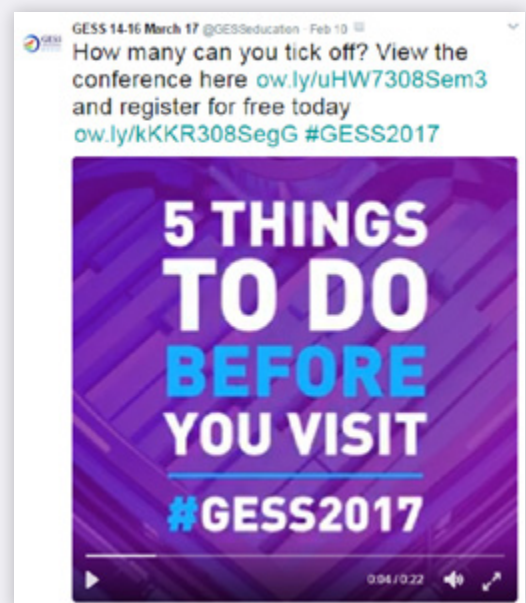 GESS 14-16 March 17 @GESSeducation · Feb 10
GESS
How many can you tick off? View the
conference here ow.ly/uHW7308Sem3
and register for free today
ow.ly/kKKR308SegG #GESS2017
5 THINGS
TO DO
BEFORE
YOU VISIT
#GESS2017
0:04/0:22